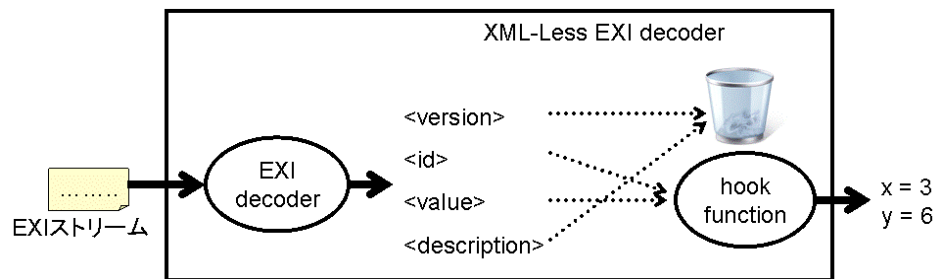 XML-Less EXI decoder
<version>
<id>
<value>
<description>
EXI
decoder
hook
function
........
EXIストリーム
x = 3
y = 6